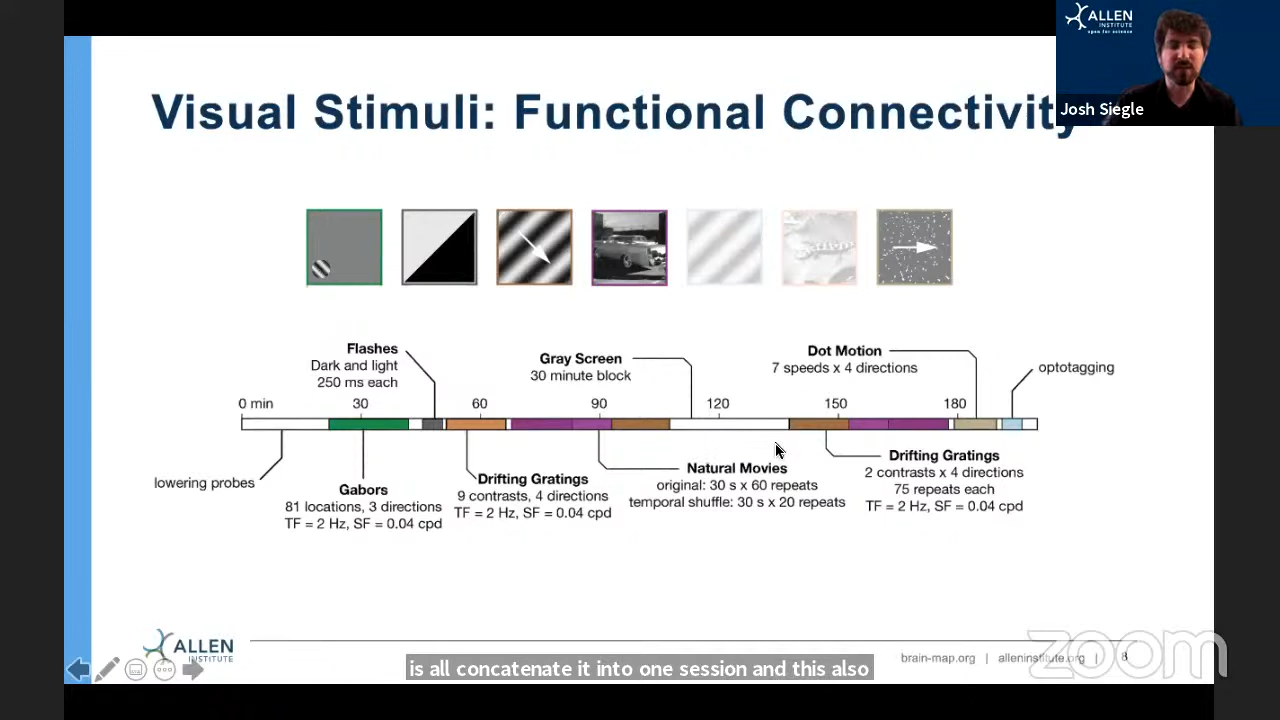 ALLEN
INSTITUTE
open for science
Josh Siegle
Visual Stimuli: Functional Connectivity
Flashes
Dark and light
250 ms each
Gray Screen
30 minute block
Dot Motion
7 speeds x 4 directions
optotagging
0 min
30
60
90
120
150
180
lowering probes
Gabors
81 locations, 3 directions
TF = 2 Hz, SF = 0.04 cpd
Drifting Gratings
9 contrasts, 4 directions
TF = 2 Hz, SF = 0.04 cpd
Natural Movies
original: 30 s x 60 repeats
temporal shuffle: 30 s x 20 repeats
Drifting Gratings
2 contrasts x 4 directions
75 repeats each
TF = 2 Hz, SF = 0.04 cpd
ALLEN
INSTITUTE
brain-map.org | alleninstitute.org | 8
zoom
is all concatenate it into one session and this also